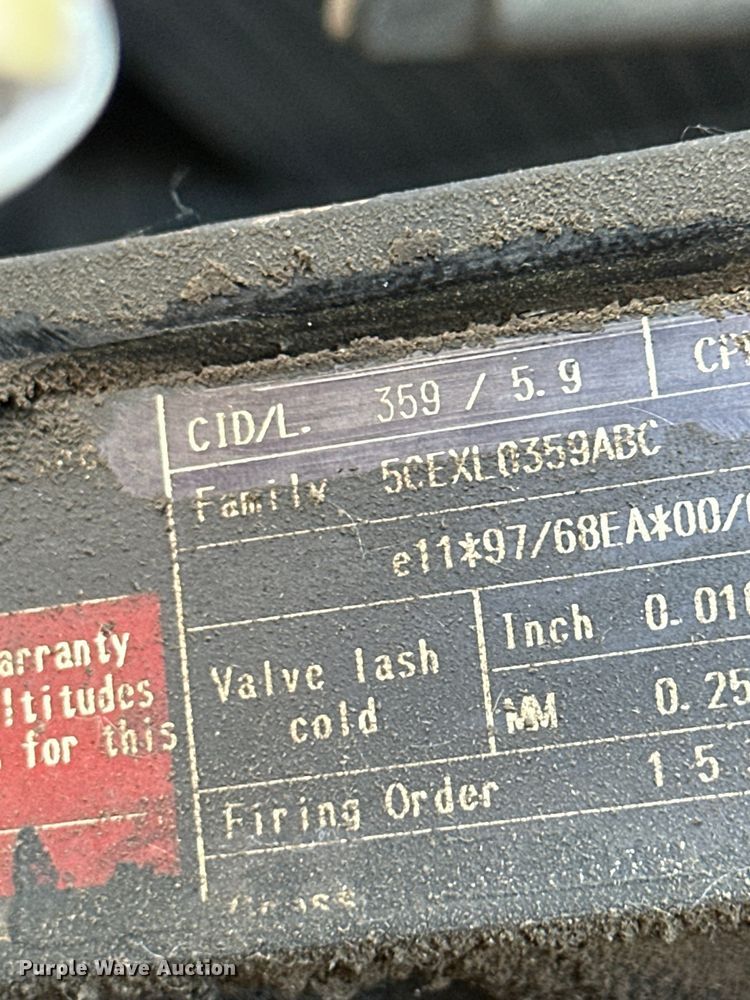 CID/L. 359 / 5.9
Family 5CEXL0359ABC
e11*97/68EA*00/
arranty
ltitudes
for this
Valve lash
cold
Inch 0.01
MM 0.25
Firing Order 1.5
Purple Wave Auction